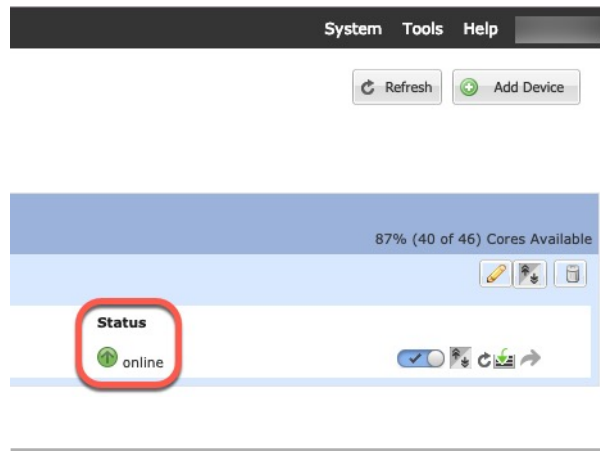 System Tools Help
Refresh Add Device
87% (40 of 46) Cores Available
Status
online